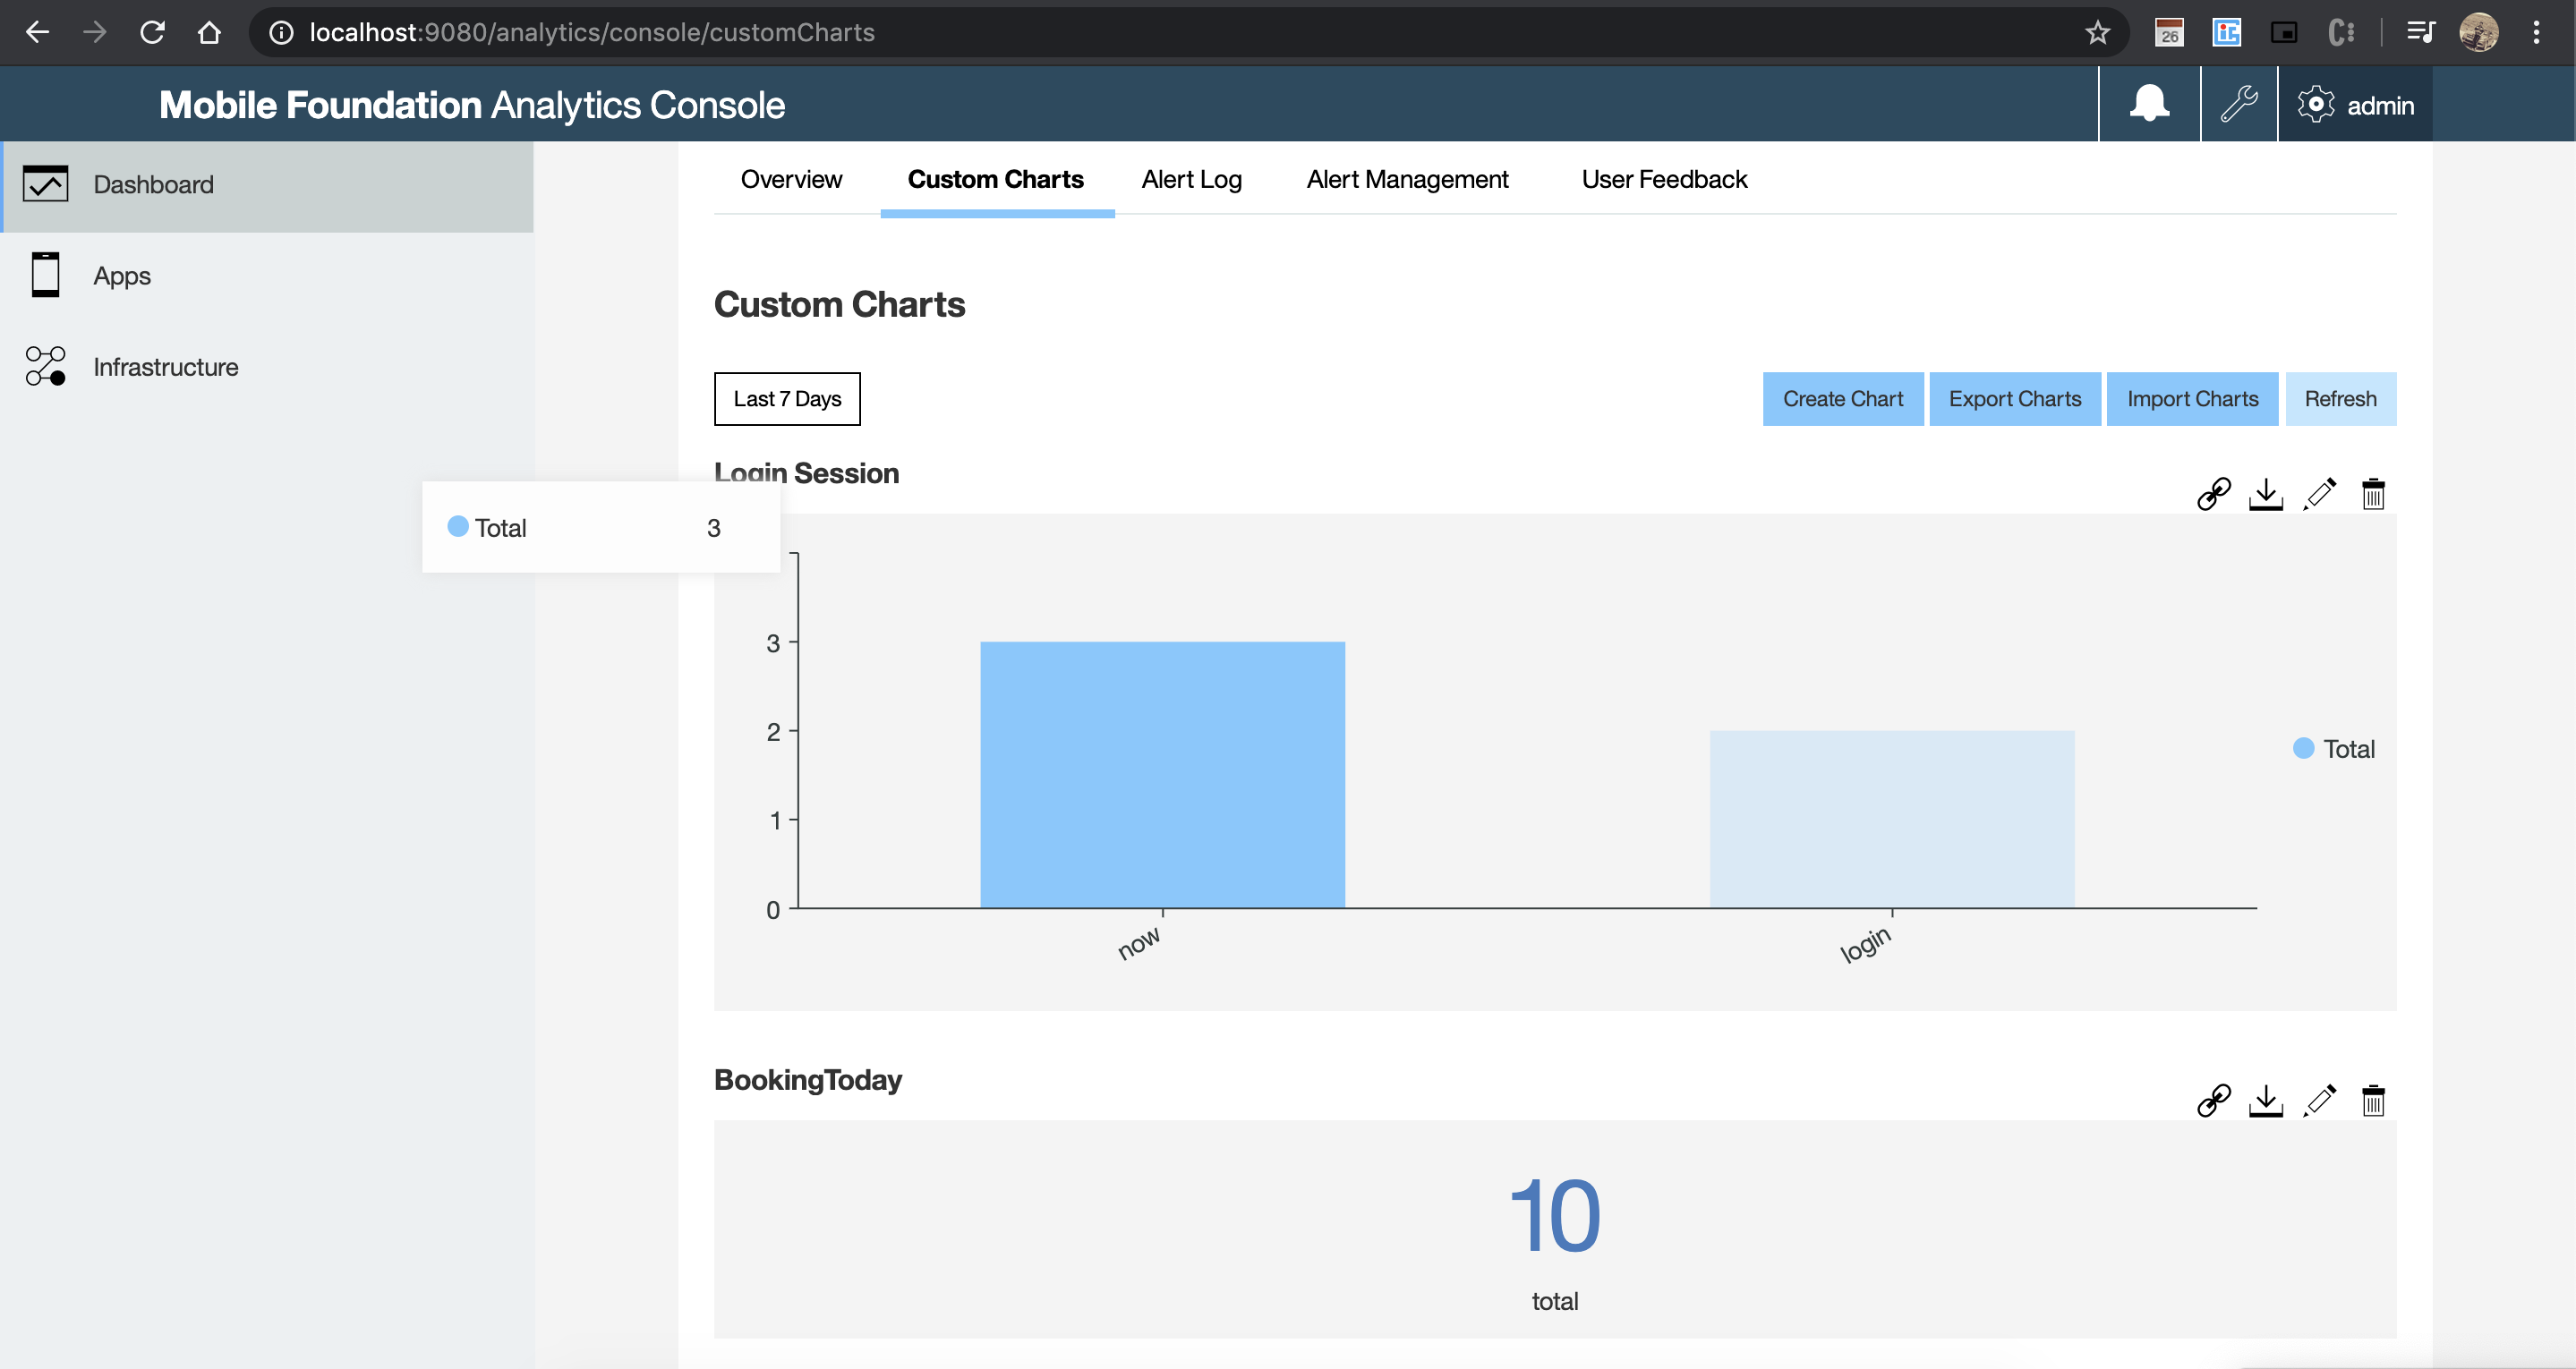 localhost:9080/analytics/console/customCharts
26
Mobile Foundation Analytics Console
admin
Dashboard
Apps
Infrastructure
Overview Custom Charts Alert Log Alert Management User Feedback
Custom Charts
Last 7 Days
Create Chart Export Charts Import Charts Refresh
Login Session
Total 3
3
2
1
0
now login
Total
BookingToday
10
total